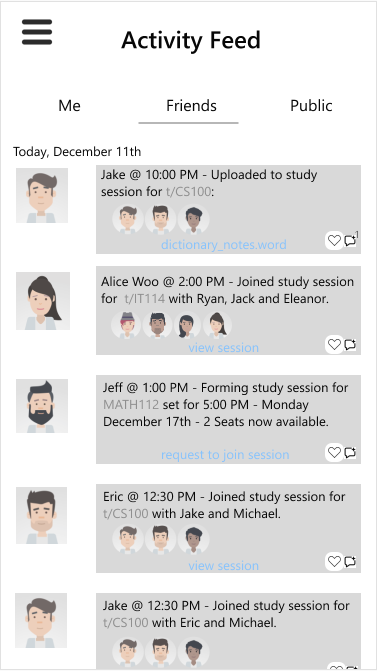 Activity Feed
Me
Friends
Public
Today, December 11th
Jake @ 10:00 PM - Uploaded to study
session for t/CS100:
dictionary_notes.word
1
Alice Woo @ 2:00 PM - Joined study session
for t/IT114 with Ryan, Jack and Eleanor.
view session
Jeff @ 1:00 PM - Forming study session for
MATH112 set for 5:00 PM - Monday
December 17th - 2 Seats now available.
request to join session
Eric @ 12:30 PM - Joined study session for
t/CS100 with Jake and Michael.
view session
Jake @ 12:30 PM - Joined study session for
t/CS100 with Eric and Michael.